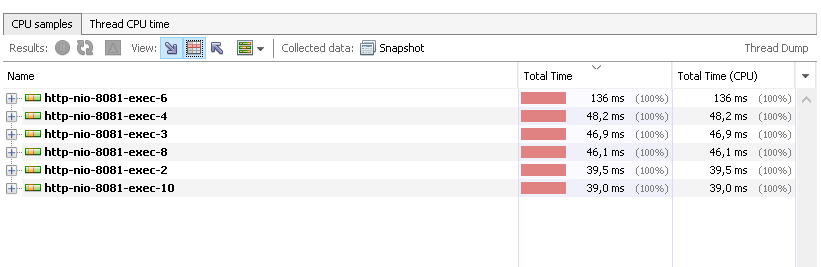 CPU samples Thread CPU time
Results: View: Collected data: Snapshot Thread Dump
Name Total Time Total Time (CPU)
http-nio-8081-exec-6 136 ms (100%) 136 ms (100%)
http-nio-8081-exec-4 48,2 ms (100%) 48,2 ms (100%)
http-nio-8081-exec-3 46,9 ms (100%) 46,9 ms (100%)
http-nio-8081-exec-8 46,1 ms (100%) 46,1 ms (100%)
http-nio-8081-exec-2 39,5 ms (100%) 39,5 ms (100%)
http-nio-8081-exec-10 39,0 ms (100%) 39,0 ms (100%)